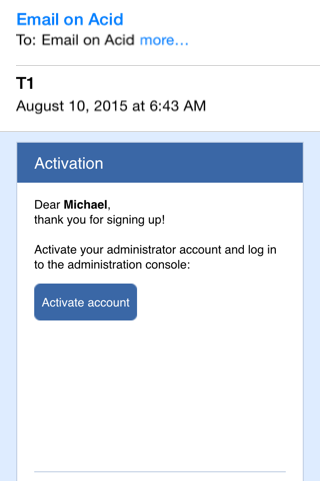 Email on Acid
To: Email on Acid more...
T1
August 10, 2015 at 6:43 AM
Activation
Dear Michael,
thank you for signing up!
Activate your administrator account and log in
to the administration console:
Activate account